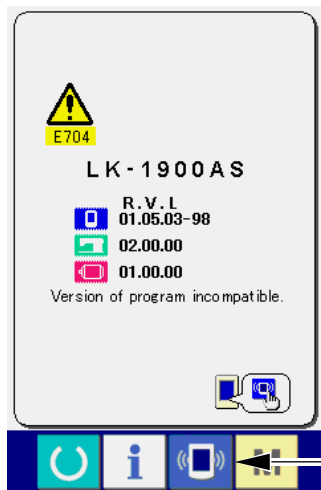 E704
LK-1900AS
R.V.L
01.05.03-98
02.00.00
01.00.00
Version of program incompatible.
i
M